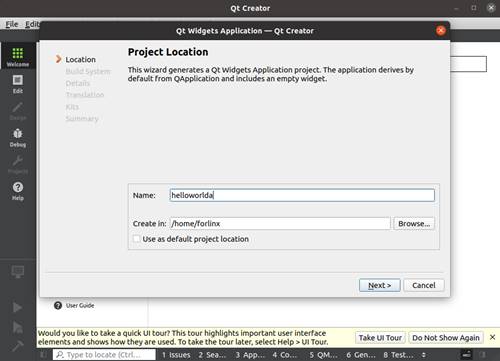 Qt Creator
File
Edit
Qt Widgets Application — Qt Creator
Welcome
Edit
Design
Debug
Projects
Help
Location
Build System
Details
Translation
Kits
Summary
Project Location
This wizard generates a Qt Widgets Application project. The application derives by
default from QApplication and includes an empty widget.
Name: helloworlda
Create in: /home/forlinx Browse...
Use as default project location
Next > Cancel
User Guide
Would you like to take a quick UI tour? This tour highlights important user interface
elements and shows how they are used. To take the tour later, select Help > UI Tour.
Take UI Tour Do Not Show Again
Type to locate (Ctrl... 1 Issues 2 Sea... 3 App... 4 Co... 5 QM... 6 Gen... 8 Test...